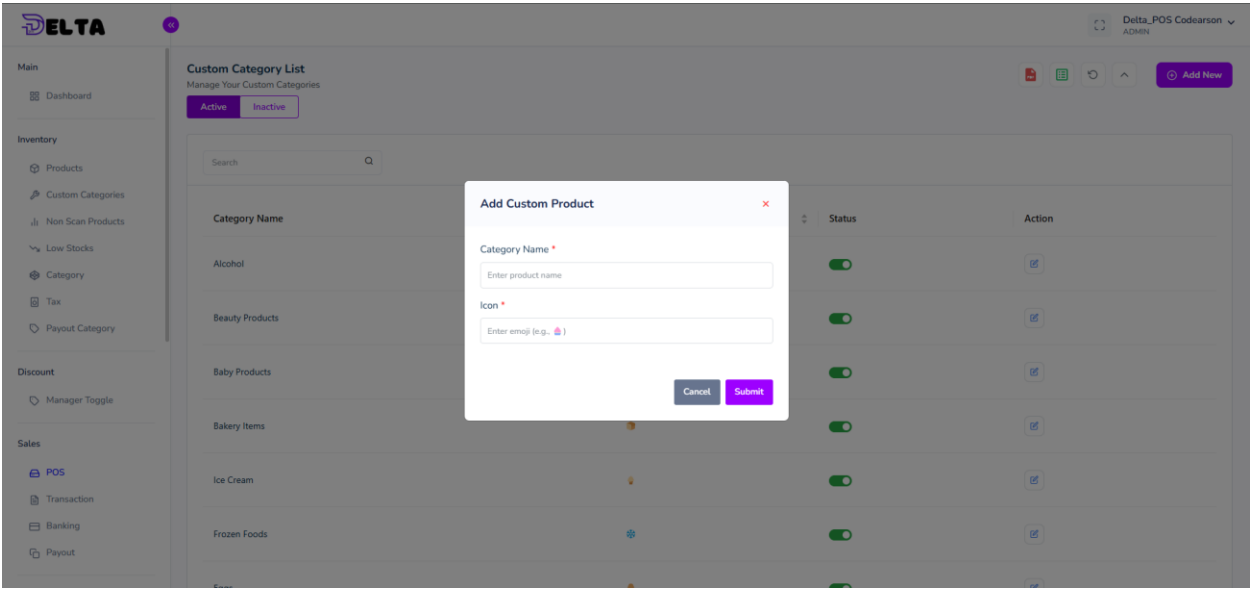 DELTA
Delta_POS Codearson
ADMIN
Main
Dashboard
Inventory
Products
Custom Categories
Non Scan Products
Low Stocks
Category
Tax
Payout Category
Discount
Manager Toggle
Sales
POS
Transaction
Banking
Payout
Custom Category List
Manage Your Custom Categories
Add New
Active Inactive
Search
Category Name Status Action
Alcohol
Beauty Products
Baby Products
Bakery Items
Ice Cream
Frozen Foods
Eggs
Add Custom Product
Category Name *
Enter product name
Icon *
Enter emoji (e.g., 🧁)
Cancel Submit